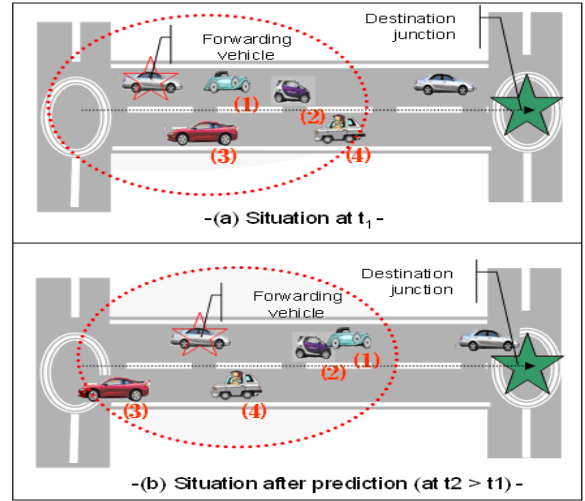 Destination
junction
Forwarding
vehicle
(1)
(2)
(3)
(4)
-(a) Situation at t1 -
Destination
junction
Forwarding
vehicle
(1)
(2)
(3)
(4)
-(b) Situation after prediction (at t2 > t1) -